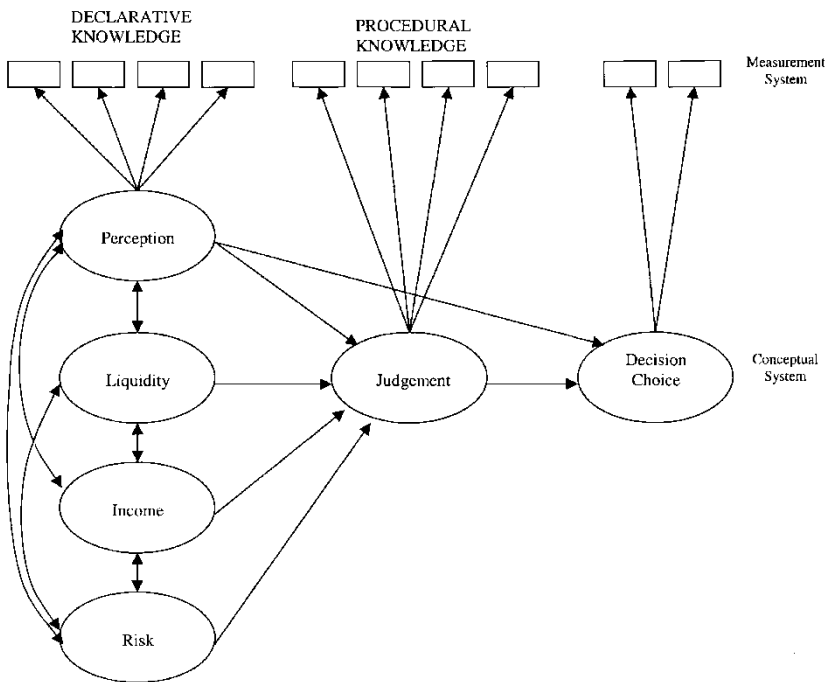 DECLARATIVE
KNOWLEDGE
PROCEDURAL
KNOWLEDGE
Measurement
System
Perception
Liquidity
Judgement
Decision
Choice
Conceptual
System
Income
Risk